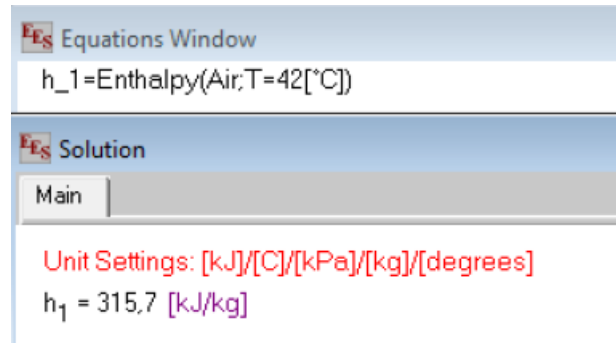 EES Equations Window
h_1=Enthalpy(Air;T=42[°C])
EES Solution
Main
Unit Settings: [kJ]/[C]/[kPa]/[kg]/[degrees]
h₁ = 315,7 [kJ/kg]